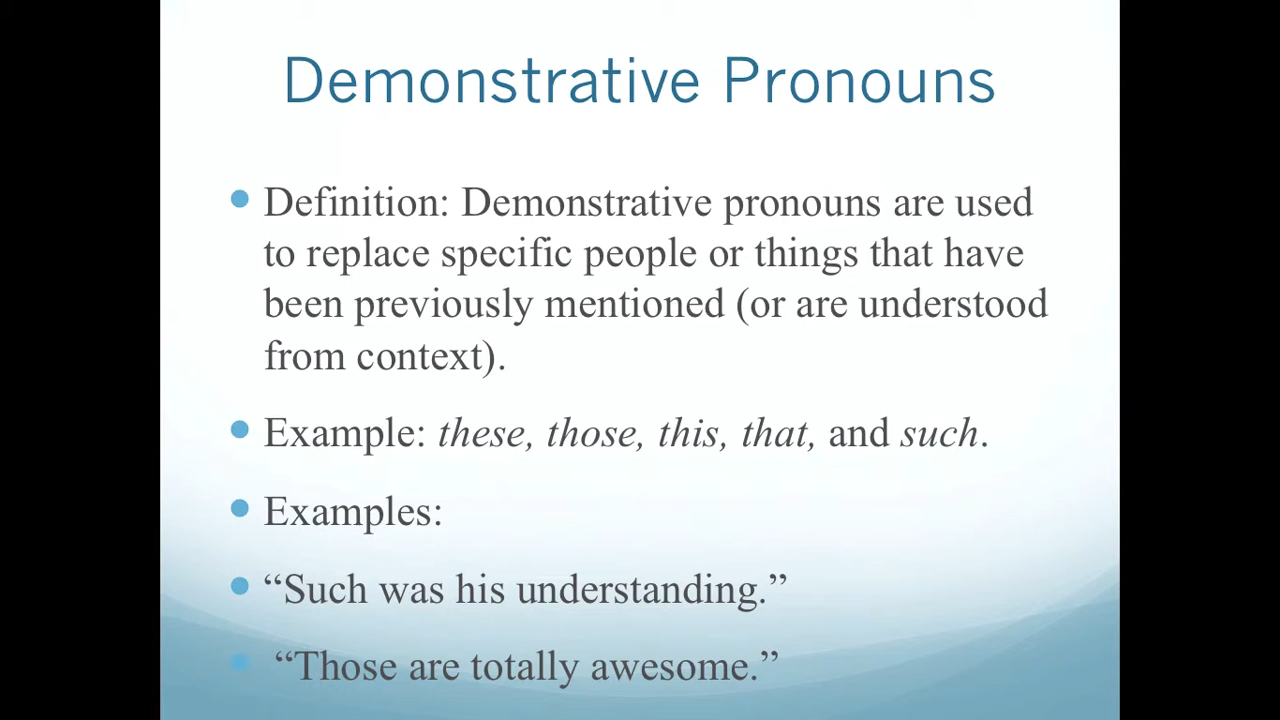 Demonstrative Pronouns
Definition: Demonstrative pronouns are used
to replace specific people or things that have
been previously mentioned (or are understood
from context).
Example: these, those, this, that, and such.
Examples:
“Such was his understanding.”
“Those are totally awesome.”